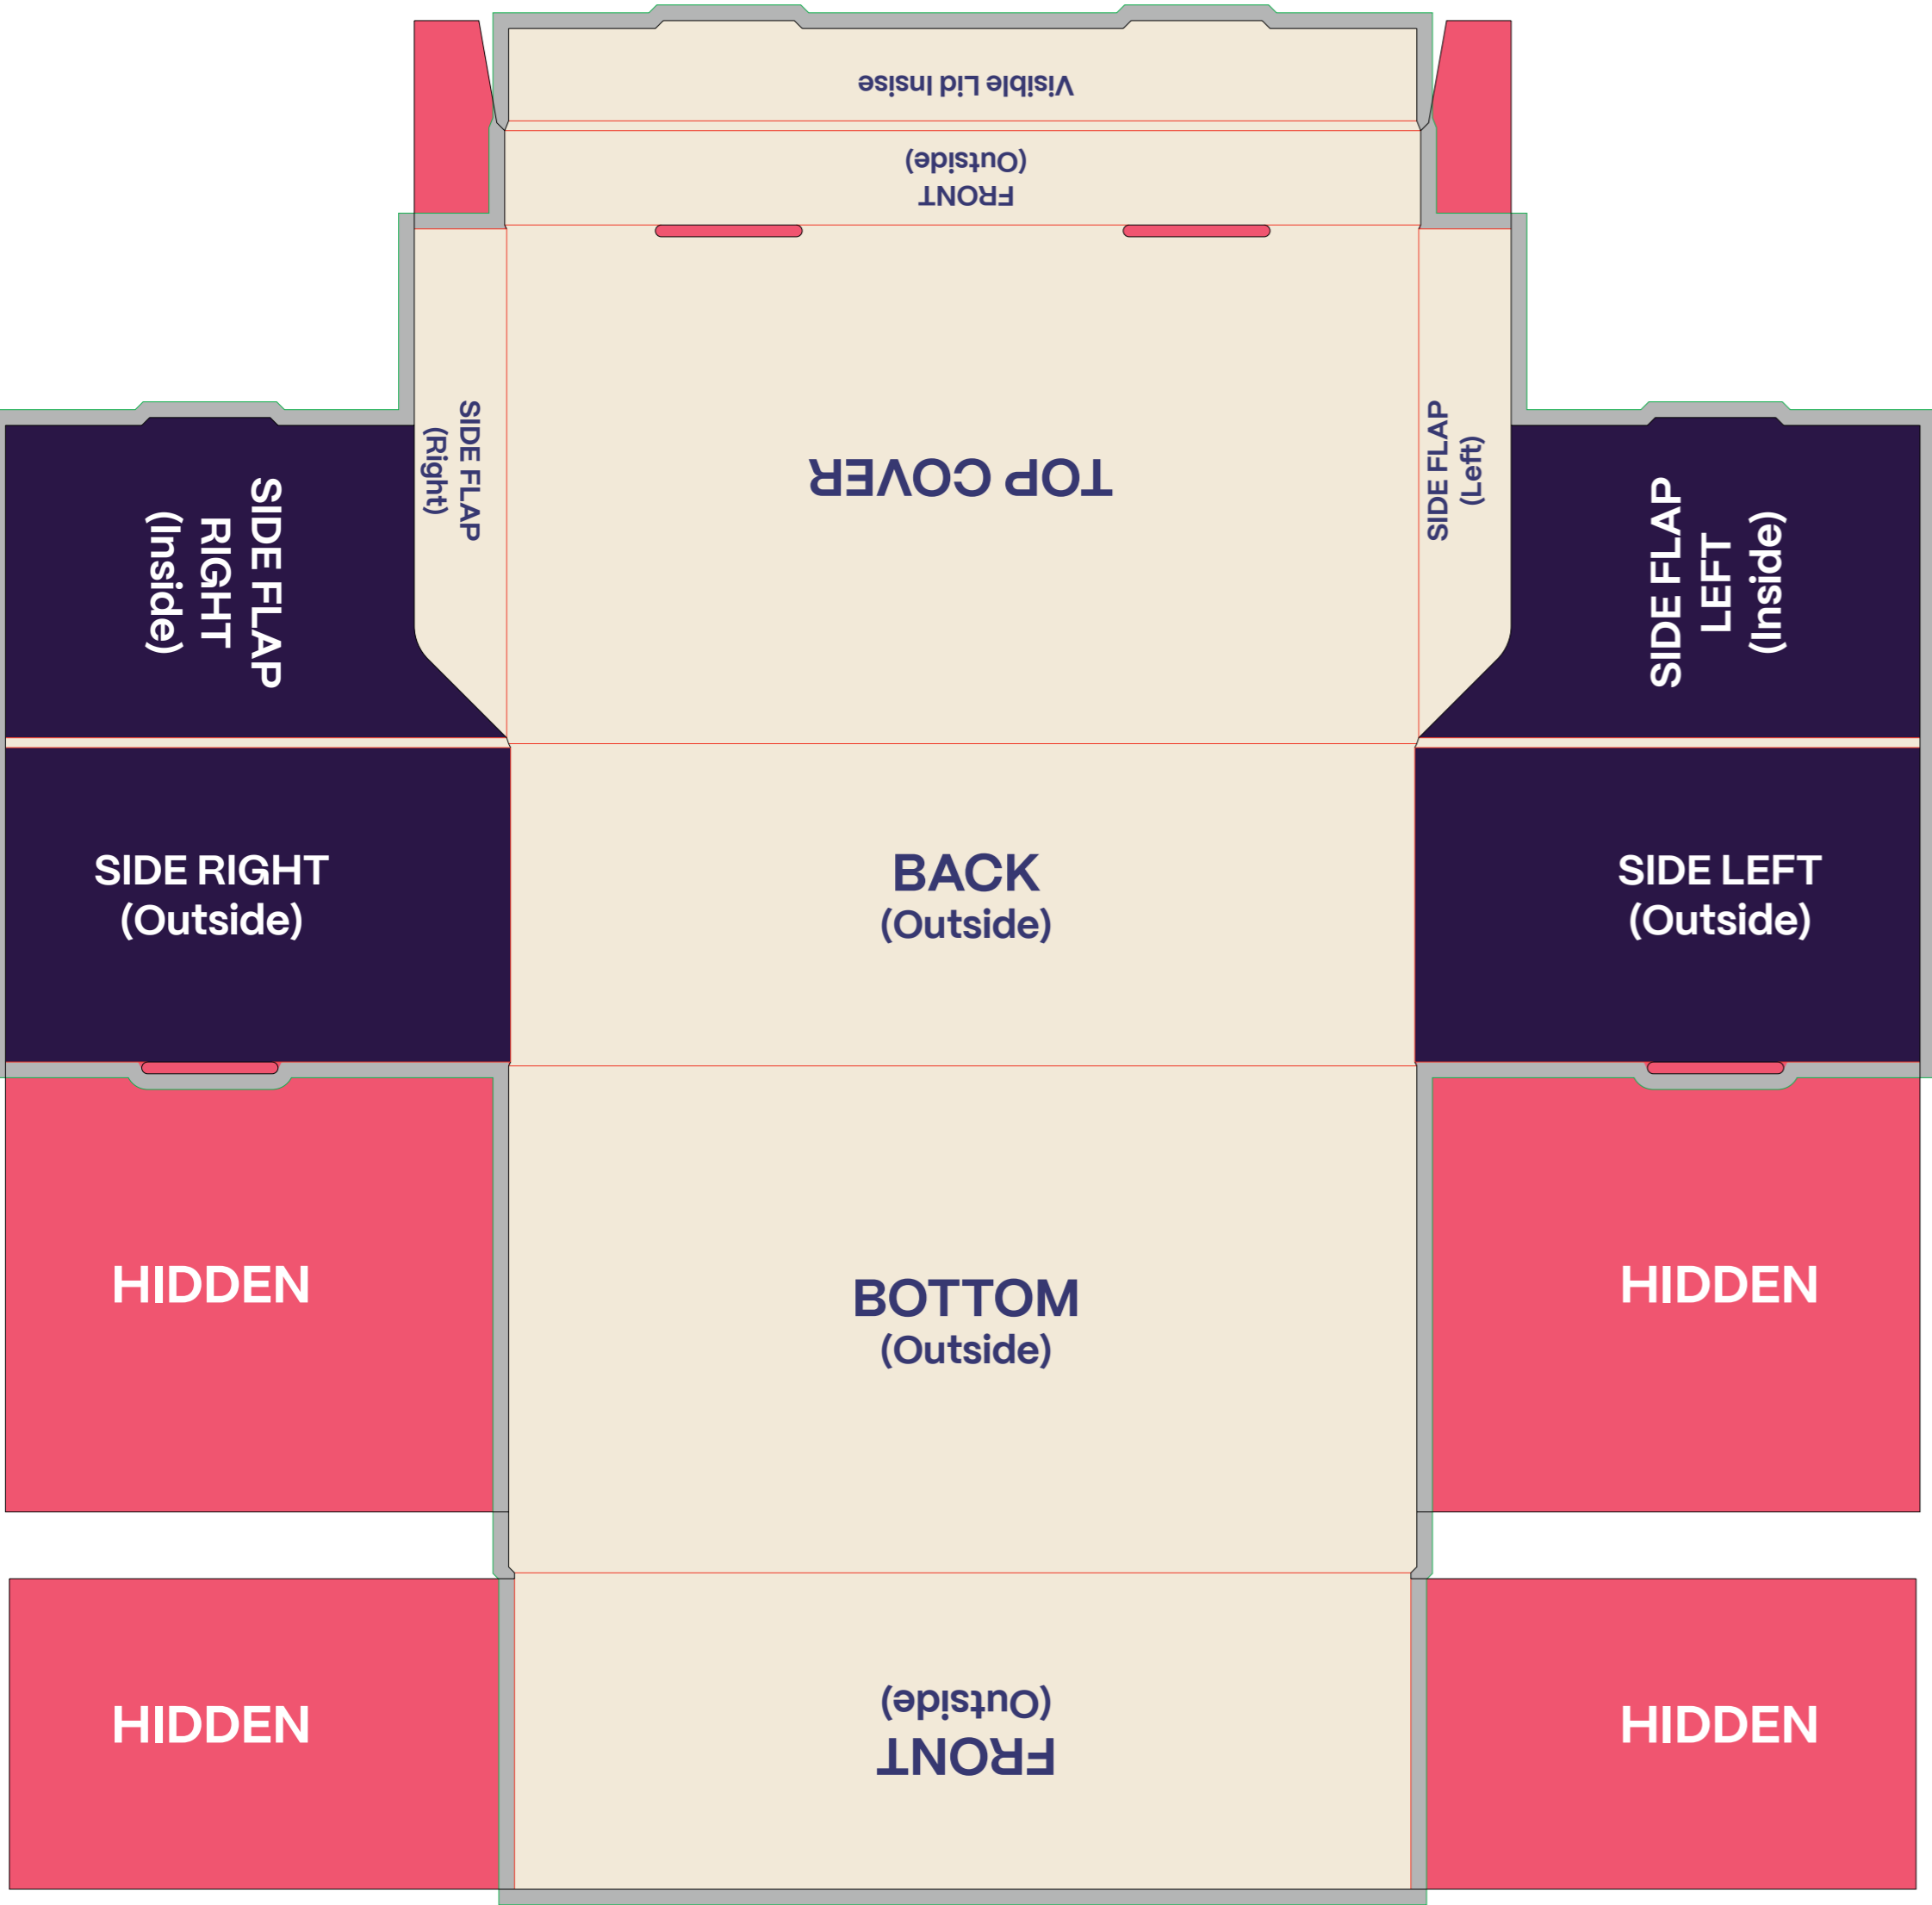 Visible Lid Insise
FRONT
(Outside)
SIDE FLAP
(Right)
TOP COVER
SIDE FLAP
(Left)
SIDE FLAP
RIGHT
(Inside)
SIDE FLAP
LEFT
(Inside)
SIDE RIGHT
(Outside)
BACK
(Outside)
SIDE LEFT
(Outside)
HIDDEN
BOTTOM
(Outside)
HIDDEN
HIDDEN
FRONT
(Outside)
HIDDEN